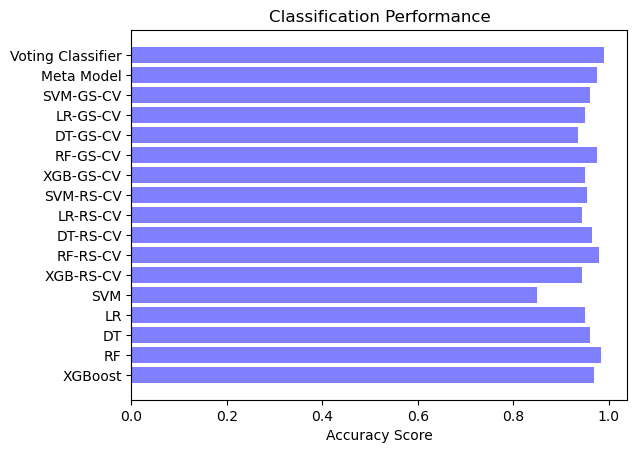 Classification Performance
Voting Classifier
Meta Model
SVM-GS-CV
LR-GS-CV
DT-GS-CV
RF-GS-CV
XGB-GS-CV
SVM-RS-CV
LR-RS-CV
DT-RS-CV
RF-RS-CV
XGB-RS-CV
SVM
LR
DT
RF
XGBoost
0.0 0.2 0.4 0.6 0.8 1.0
Accuracy Score